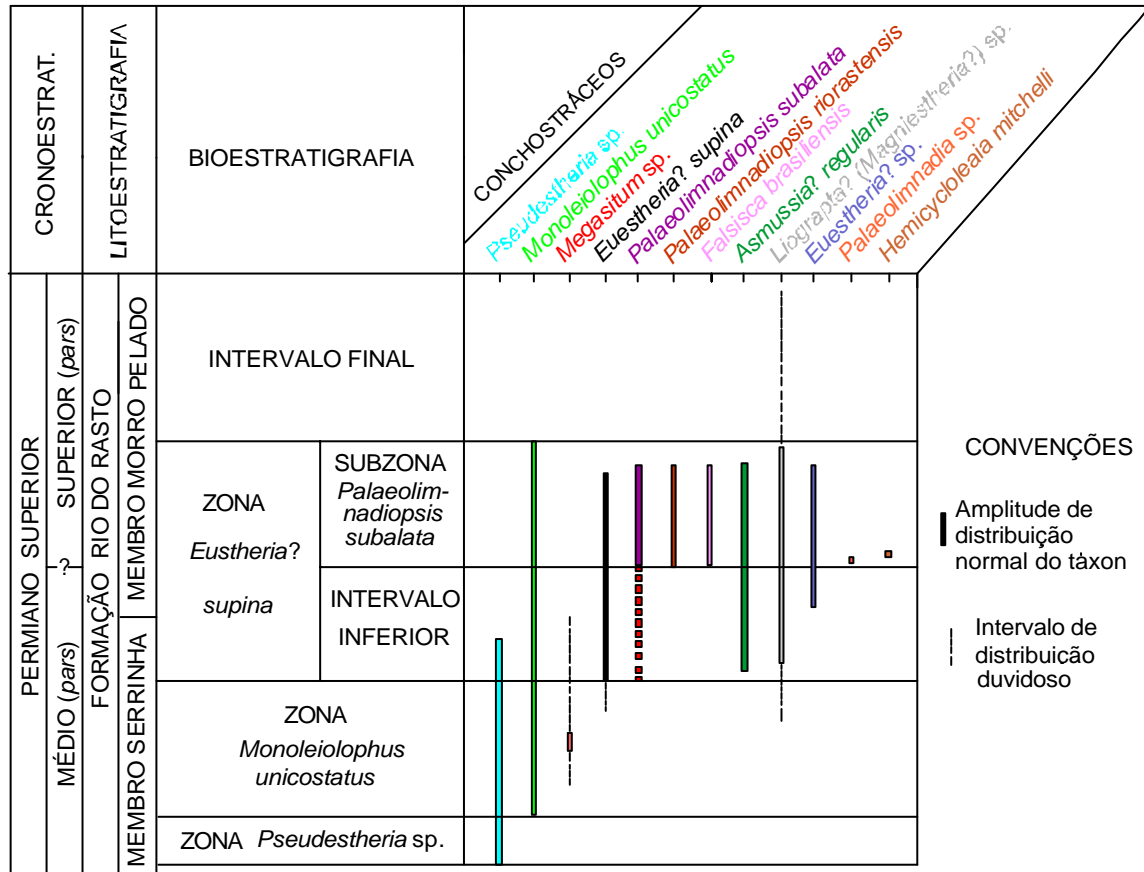 CRONOESTRAT.
LITOESTRATIGRAFIA
BIOESTRATIGRAFIA
CONCHOSTRÁCEOS
Pseudestheria sp.
Monoleiolophus unicostatus
Megasitum sp.
Euestheria? supina
Palaeolimnadiopsis subalata
Palaeolimnadiopsis riorastensis
Falsisca brasiliensis
Asmussia? regularis
Liograpta? (Magniestheria?) sp.
Euestheria? sp.
Palaeolimnadia sp.
Hemicycloleaia mitchelli
PERMIANO SUPERIOR
MÉDIO (pars)
?
SUPERIOR (pars)
FORMAÇÃO RIO DO RASTO
MEMBRO SERRINHA
MEMBRO MORRO PELADO
INTERVALO FINAL
ZONA
Eustheria?
supina
SUBZONA
Palaeolim-
nadiopsis
subalata
INTERVALO
INFERIOR
ZONA
Monoleiolophus
unicostatus
ZONA Pseudestheria sp.
CONVENÇÕES
Amplitude de
distribuição
normal do táxon
Intervalo de
distribuição
duvidoso